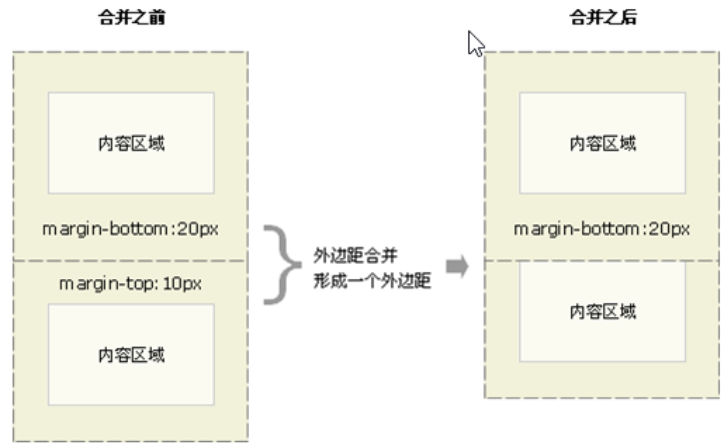 合并之前
合并之后
内容区域
margin-bottom:20px
margin-top:10px
内容区域
外边距合并
形成一个外边距
内容区域
margin-bottom:20px
内容区域